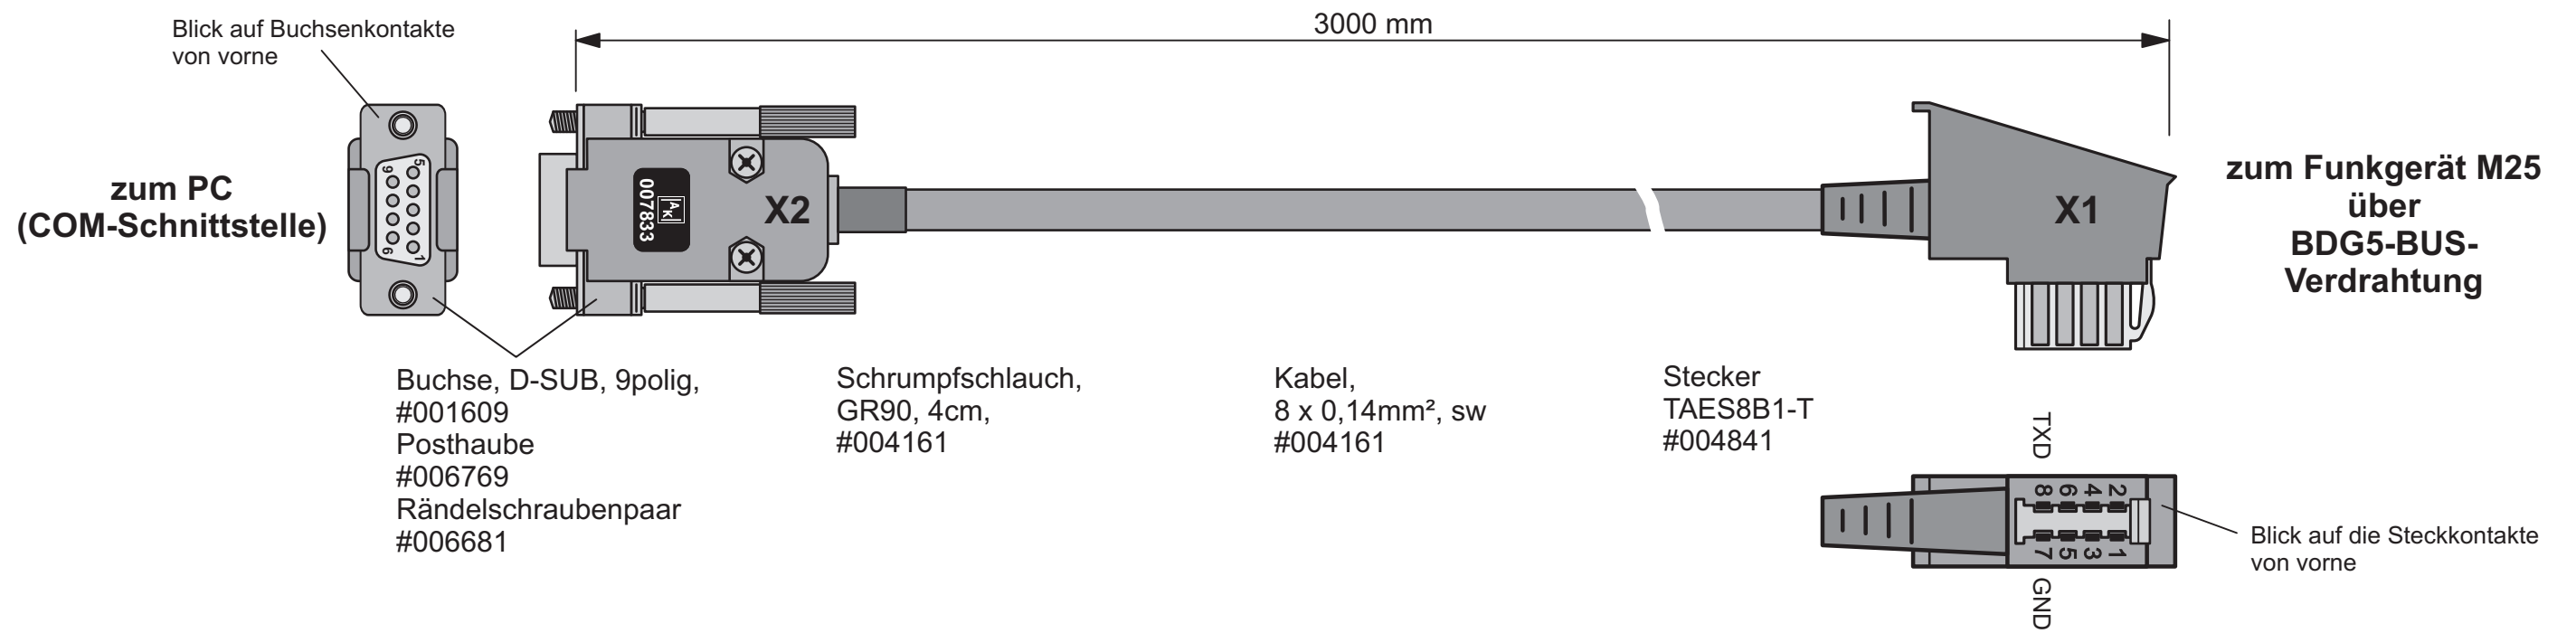 Blick auf Buchsenkontakte
von vorne
3000 mm
zum PC
(COM-Schnittstelle)
5
9
6
1
007833
AK
X2
X1
zum Funkgerät M25
über
BDG5-BUS-
Verdrahtung
Buchse, D-SUB, 9polig,
#001609
Posthaube
#006769
Rändelschraubenpaar
#006681
Schrumpfschlauch,
GR90, 4cm,
#004161
Kabel,
8 x 0,14mm², sw
#004161
Stecker
TAES8B1-T
#004841
TXD
8 6 4 2
7 5 3 1
GND
Blick auf die Steckkontakte
von vorne